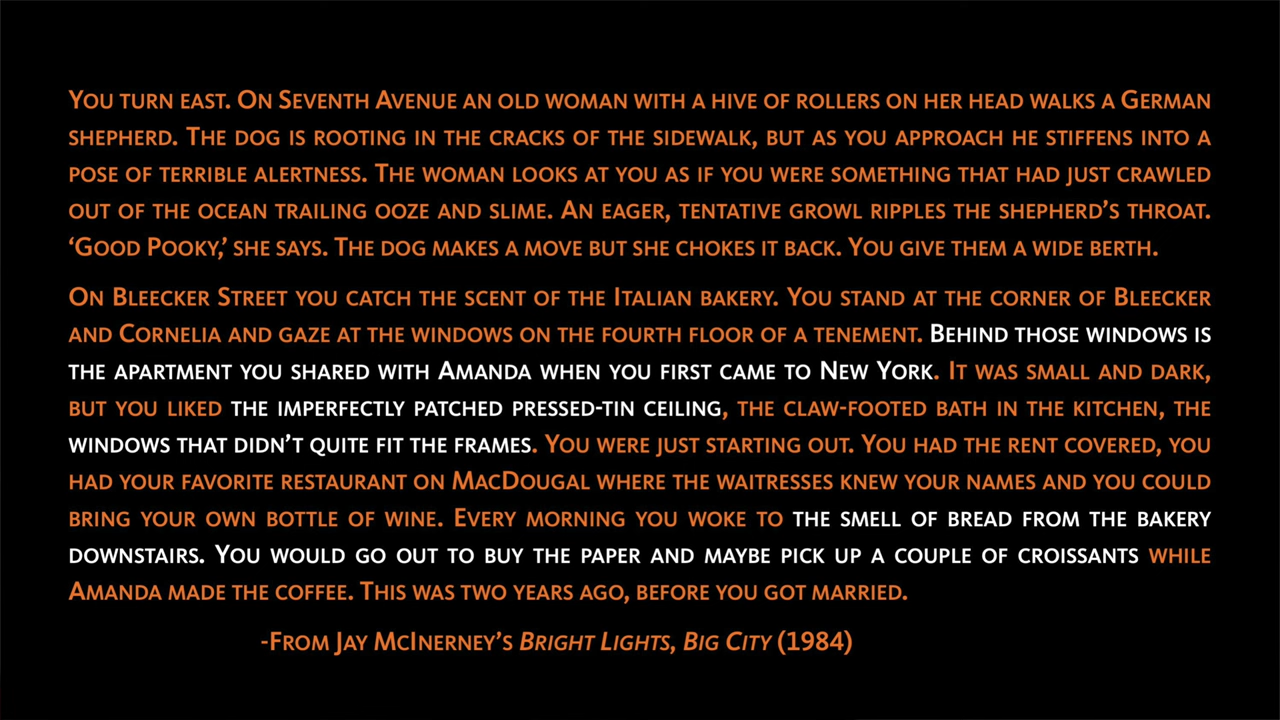 You turn east. On Seventh Avenue an old woman with a hive of rollers on her head walks a German
shepherd. The dog is rooting in the cracks of the sidewalk, but as you approach he stiffens into a
pose of terrible alertness. The woman looks at you as if you were something that had just crawled
out of the ocean trailing ooze and slime. An eager, tentative growl ripples the shepherd’s throat.
‘Good Pooky,’ she says. The dog makes a move but she chokes it back. You give them a wide berth.
On Bleecker Street you catch the scent of the Italian bakery. You stand at the corner of Bleecker
and Cornelia and gaze at the windows on the fourth floor of a tenement. Behind those windows is
the apartment you shared with Amanda when you first came to New York. It was small and dark,
but you liked the imperfectly patched pressed-tin ceiling, the claw-footed bath in the kitchen, the
windows that didn’t quite fit the frames. You were just starting out. You had the rent covered, you
had your favorite restaurant on MacDougal where the waitresses knew your names and you could
bring your own bottle of wine. Every morning you woke to the smell of bread from the bakery
downstairs. You would go out to buy the paper and maybe pick up a couple of croissants while
Amanda made the coffee. This was two years ago, before you got married.
-From Jay McInerney’s Bright Lights, Big City (1984)